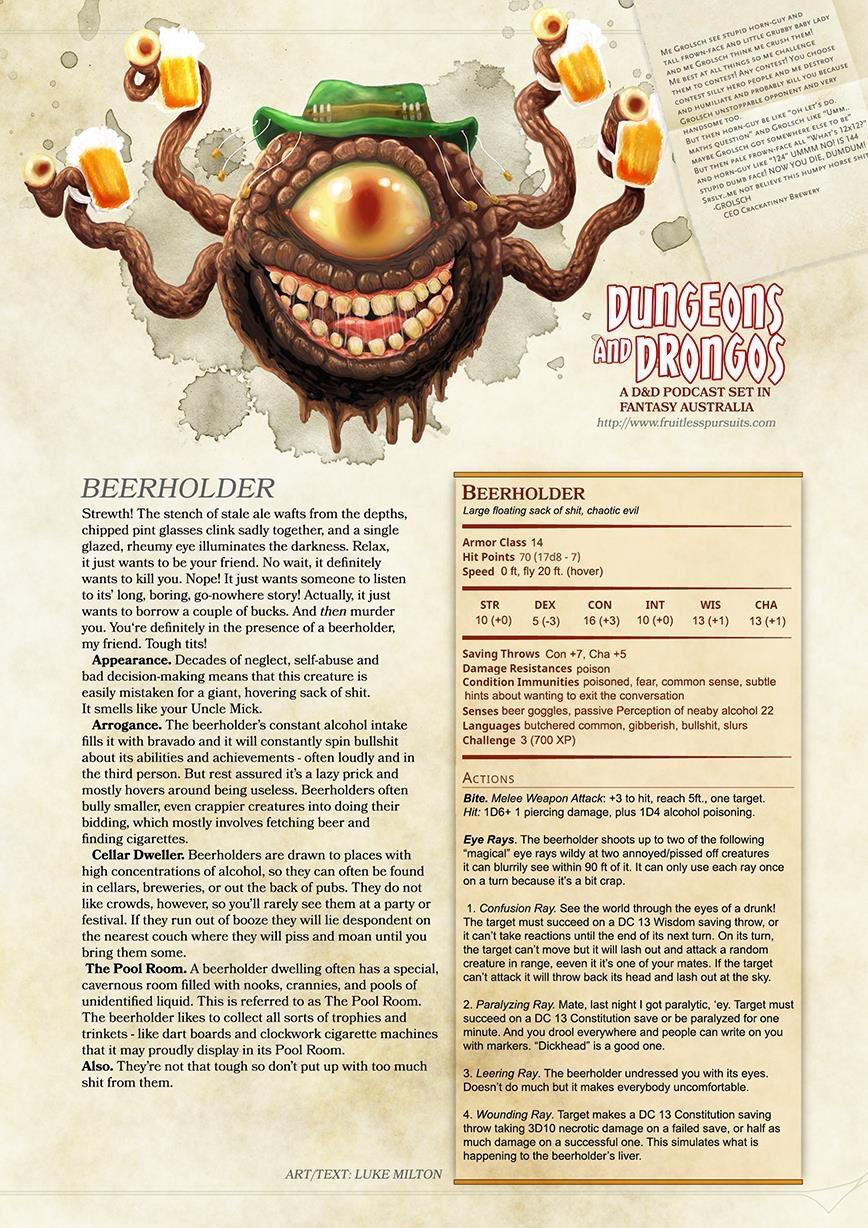 ME GROLSCH SEE STUPID HORN-GUY AND
TALL FROWN-FACE AND LITTLE GRUBBY BABY LADY
AND ME GROLSCH THINK ME CRUSH THEM!
ME BEST AT ALL THINGS SO ME CHALLENGE
THEM TO CONTEST! ANY CONTEST! YOU CHOOSE
CONTEST SILLY HERO PEOPLE AND ME DESTROY
AND HUMILIATE AND PROBABLY KILL YOU BECAUSE
GROLSCH UNSTOPPABLE OPPONENT AND VERY
HANDSOME TOO.
BUT THEN HORN-GUY BE LIKE "OH LET'S DO.
MATHS QUESTION" AND GROLSCH LIKE "UMM..
MAYBE GROLSCH GOT SOMEWHERE ELSE TO BE"
BUT THEN PALE FROWN-FACE ALL "WHAT'S 12X12?"
AND HORN-GUY LIKE "124" UMMM NO! IS 144
STUPID DUMB FACE! NOW YOU DIE, DUMDUM!
SRSLY..ME NOT BELIEVE THIS HUMPY HORSE
-GROLSCH
CEO CRACKATINNY BREWERY
DUNGEONS
AND DRONGOS
A D&D PODCAST SET IN
FANTASY AUSTRALIA
http://www.fruitlesspursuits.com
BEERHOLDER
Strewth! The stench of stale ale wafts from the depths,
chipped pint glasses clink sadly together, and a single
glazed, rheumy eye illuminates the darkness. Relax,
it just wants to be your friend. No wait, it definitely
wants to kill you. Nope! It just wants someone to listen
to its' long, boring, go-nowhere story! Actually, it just
wants to borrow a couple of bucks. And then murder
you. You're definitely in the presence of a beerholder,
my friend. Tough tits!
Appearance. Decades of neglect, self-abuse and
bad decision-making means that this creature is
easily mistaken for a giant, hovering sack of shit.
It smells like your Uncle Mick.
Arrogance. The beerholder's constant alcohol intake
fills it with bravado and it will constantly spin bullshit
about its abilities and achievements - often loudly and in
the third person. But rest assured it's a lazy prick and
mostly hovers around being useless. Beerholders often
bully smaller, even crappier creatures into doing their
bidding, which mostly involves fetching beer and
finding cigarettes.
Cellar Dweller. Beerholders are drawn to places with
high concentrations of alcohol, so they can often be found
in cellars, breweries, or out the back of pubs. They do not
like crowds, however, so you'll rarely see them at a party or
festival. If they run out of booze they will lie despondent on
the nearest couch where they will piss and moan until you
bring them some.
The Pool Room. A beerholder dwelling often has a special,
cavernous room filled with nooks, crannies, and pools of
unidentified liquid. This is referred to as The Pool Room.
The beerholder likes to collect all sorts of trophies and
trinkets - like dart boards and clockwork cigarette machines
that it may proudly display in its Pool Room.
Also. They're not that tough so don't put up with too much
shit from them.
ART/TEXT: LUKE MILTON
BEERHOLDER
Large floating sack of shit, chaotic evil
Armor Class 14
Hit Points 70 (17d8 - 7)
Speed 0 ft, fly 20 ft. (hover)
STR DEX CON INT WIS CHA
10 (+0) 5 (-3) 16 (+3) 10 (+0) 13 (+1) 13 (+1)
Saving Throws Con +7, Cha +5
Damage Resistances poison
Condition Immunities poisoned, fear, common sense, subtle
hints about wanting to exit the conversation
Senses beer goggles, passive Perception of neaby alcohol 22
Languages butchered common, gibberish, bullshit, slurs
Challenge 3 (700 XP)
ACTIONS
Bite. Melee Weapon Attack: +3 to hit, reach 5ft., one target.
Hit: 1D6+ 1 piercing damage, plus 1D4 alcohol poisoning.
Eye Rays. The beerholder shoots up to two of the following
"magical" eye rays wildy at two annoyed/pissed off creatures
it can blurrily see within 90 ft of it. It can only use each ray once
on a turn because it's a bit crap.
1. Confusion Ray. See the world through the eyes of a drunk!
The target must succeed on a DC 13 Wisdom saving throw, or
it can't take reactions until the end of its next turn. On its turn,
the target can't move but it will lash out and attack a random
creature in range, eeven it it's one of your mates. If the target
can't attack it will throw back its head and lash out at the sky.
2. Paralyzing Ray. Mate, last night I got paralytic, 'ey. Target must
succeed on a DC 13 Constitution save or be paralyzed for one
minute. And you drool everywhere and people can write on you
with markers. "Dickhead" is a good one.
3. Leering Ray. The beerholder undressed you with its eyes.
Doesn't do much but it makes everybody uncomfortable.
4. Wounding Ray. Target makes a DC 13 Constitution saving
throw taking 3D10 necrotic damage on a failed save, or half as
much damage on a successful one. This simulates what is
happening to the beerholder's liver.